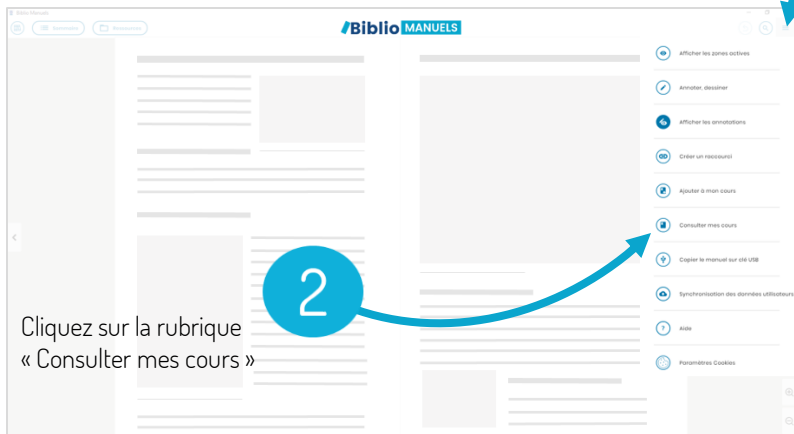 Biblio Manuels
Sommaire
Ressources
Biblio MANUELS
Afficher les zones actives
Annoter, dessiner
Afficher les annotations
Créer un raccourci
Ajouter à mon cours
Consulter mes cours
Copier le manuel sur clé USB
Synchronisation des données utilisateurs
Aide
Paramètres Cookies
2
Cliquez sur la rubrique
« Consulter mes cours »